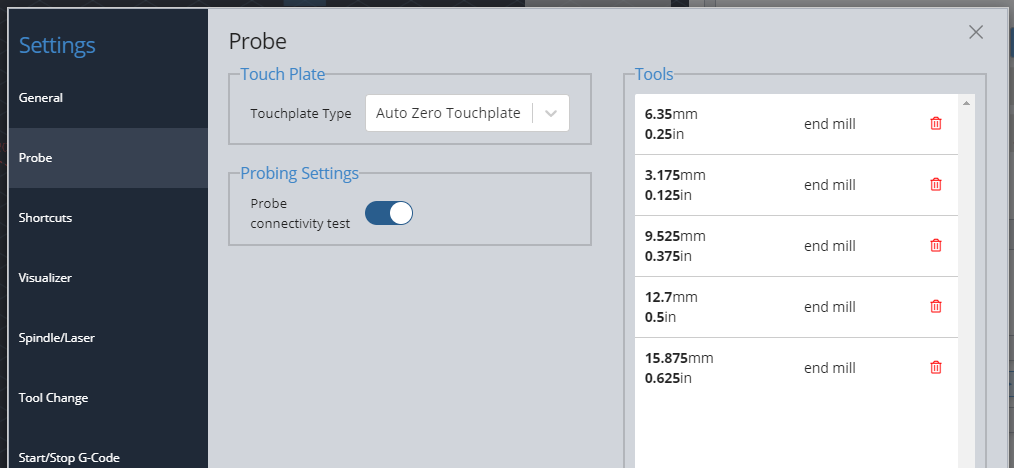 Settings
General
Probe
Shortcuts
Visualizer
Spindle/Laser
Tool Change
Start/Stop G-Code
Probe
Touch Plate
Touchplate Type
Auto Zero Touchplate
Probing Settings
Probe
connectivity test
Tools
6.35mm
0.25in
end mill
3.175mm
0.125in
end mill
9.525mm
0.375in
end mill
12.7mm
0.5in
end mill
15.875mm
0.625in
end mill